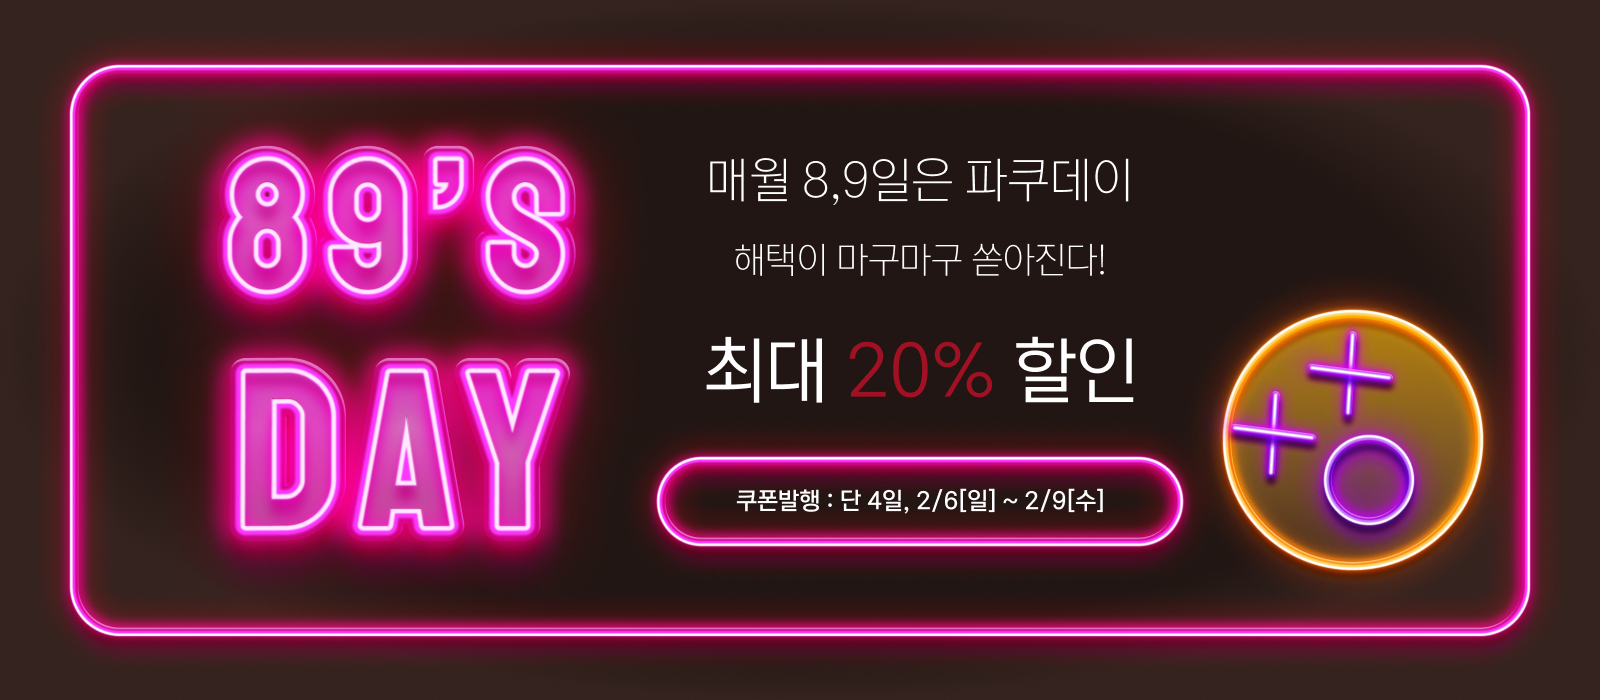 89'S
DAY
매월 8,9일은 파쿠데이
해택이 마구마구 쏟아진다!
최대 20% 할인
쿠폰발행 : 단 4일, 2/6[일] ~ 2/9[수]